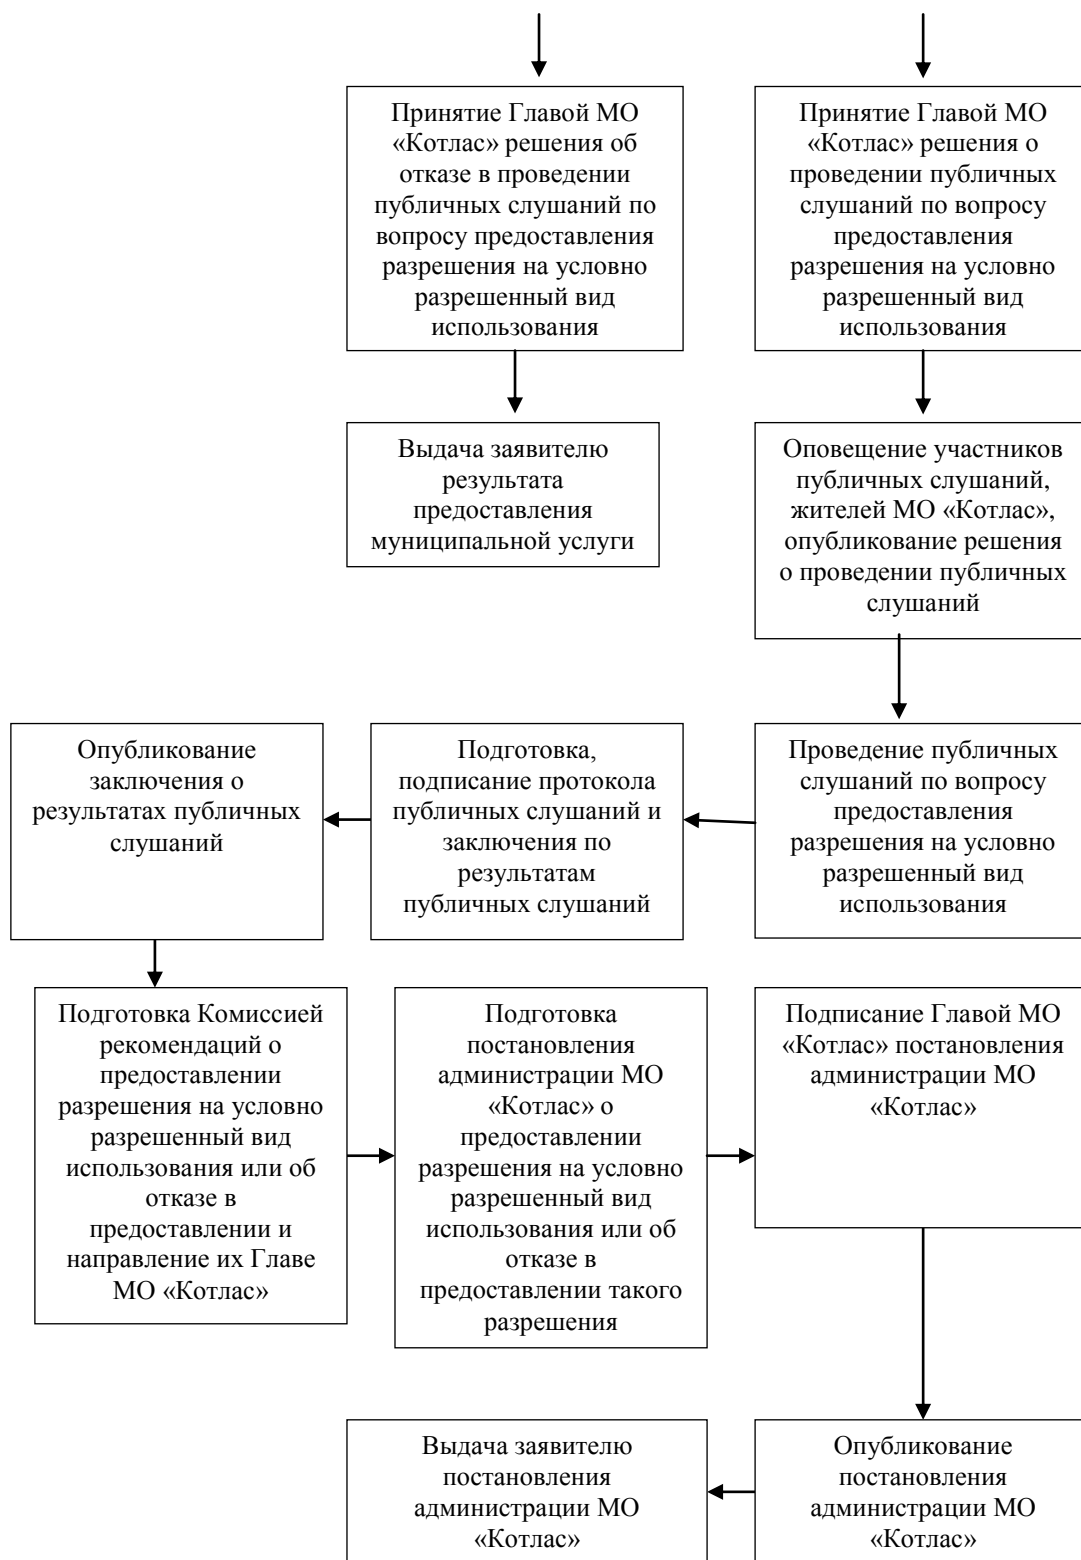 Принятие Главой МО
«Котлас» решения об
отказе в проведении
публичных слушаний по
вопросу предоставления
разрешения на условно
разрешенный вид
использования
Принятие Главой МО
«Котлас» решения о
проведении публичных
слушаний по вопросу
предоставления
разрешения на условно
разрешенный вид
использования
Выдача заявителю
результата
предоставления
муниципальной услуги
Оповещение участников
публичных слушаний,
жителей МО «Котлас»,
опубликование решения
о проведении публичных
слушаний
Опубликование
заключения о
результатах публичных
слушаний
Подготовка,
подписание протокола
публичных слушаний и
заключения по
результатам
публичных слушаний
Проведение публичных
слушаний по вопросу
предоставления
разрешения на условно
разрешенный вид
использования
Подготовка Комиссией
рекомендаций о
предоставлении
разрешения на условно
разрешенный вид
использования или об
отказе в
предоставлении и
направление их Главе
МО «Котлас»
Подготовка
постановления
администрации МО
«Котлас» о
предоставлении
разрешения на условно
разрешенный вид
использования или об
отказе в
предоставлении такого
разрешения
Подписание Главой МО
«Котлас» постановления
администрации МО
«Котлас»
Выдача заявителю
постановления
администрации МО
«Котлас»
Опубликование
постановления
администрации МО
«Котлас»